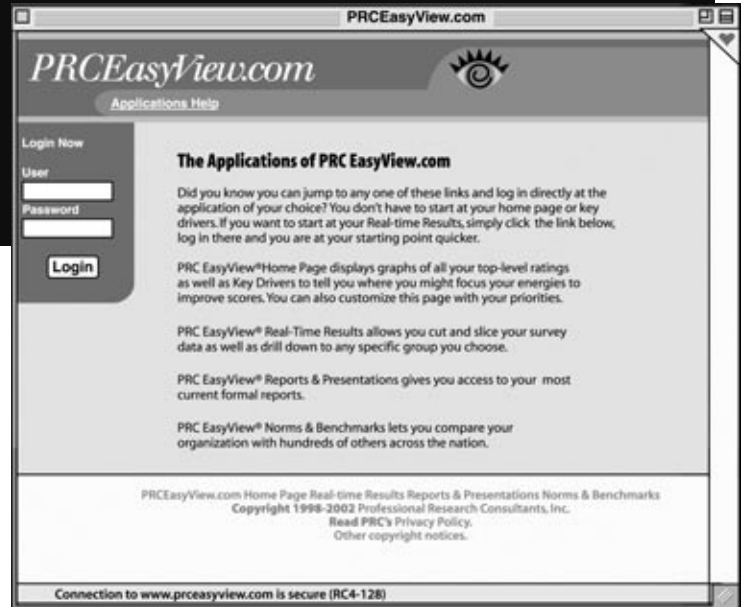 PRCEasyView.com
PRCEasyView.com
Applications Help
Login Now
User
Password
Login
The Applications of PRC EasyView.com
Did you know you can jump to any one of these links and log in directly at the
application of your choice? You don't have to start at your home page or key
drivers. If you want to start at your Real-time Results, simply click the link below,
log in there and you are at your starting point quicker.
PRC EasyView®Home Page displays graphs of all your top-level ratings
as well as Key Drivers to tell you where you might focus your energies to
improve scores. You can also customize this page with your priorities.
PRC EasyView® Real-Time Results allows you cut and slice your survey
data as well as drill down to any specific group you choose.
PRC EasyView® Reports & Presentations gives you access to your most
current formal reports.
PRC EasyView® Norms & Benchmarks lets you compare your
organization with hundreds of others across the nation.
PRCEasyView.com Home Page Real-time Results Reports & Presentations Norms & Benchmarks
Copyright 1998-2002 Professional Research Consultants, Inc.
Read PRC's Privacy Policy.
Other copyright notices.
Connection to www.prceasyview.com is secure (RC4-128)